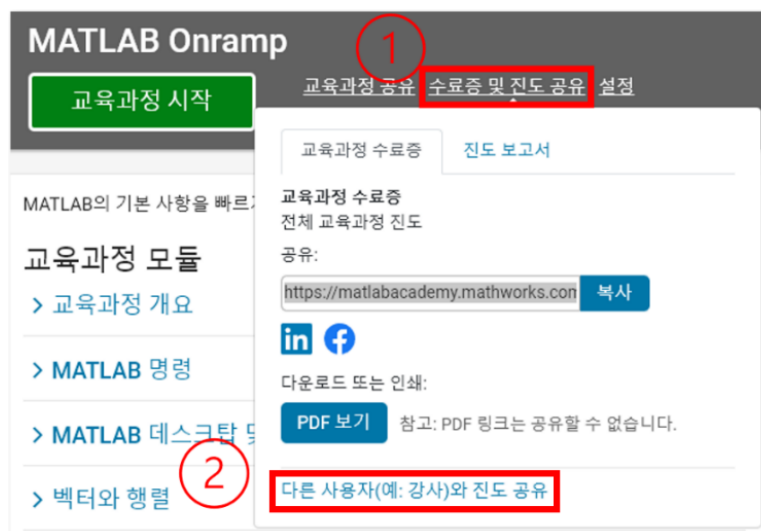 MATLAB Onramp
1
교육과정 시작
교육과정 공유 수료증 및 진도 공유 설정
교육과정 수료증 진도 보고서
MATLAB의 기본 사항을 빠르
교육과정 수료증
전체 교육과정 진도
교육과정 모듈
공유:
https://matlabacademy.mathworks.con 복사
> 교육과정 개요
in f
> MATLAB 명령
다운로드 또는 인쇄:
PDF 보기 참고: PDF 링크는 공유할 수 없습니다.
> MATLAB 데스크탑 및
2
다른 사용자(예: 강사)와 진도 공유
> 벡터와 행렬